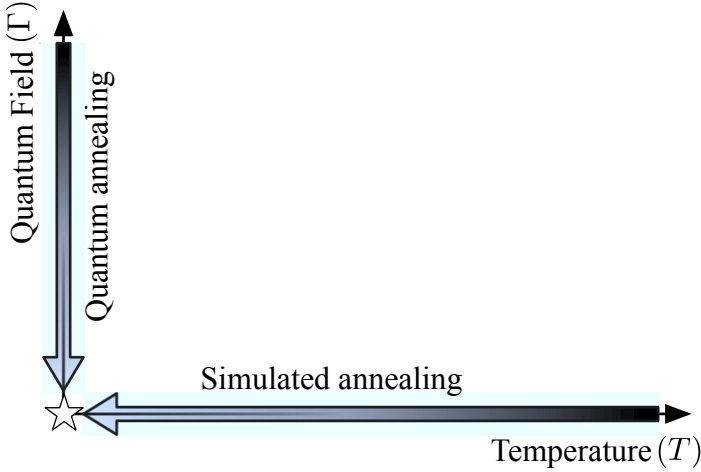 Quantum Field (Γ)
Quantum annealing
Simulated annealing
Temperature (T)